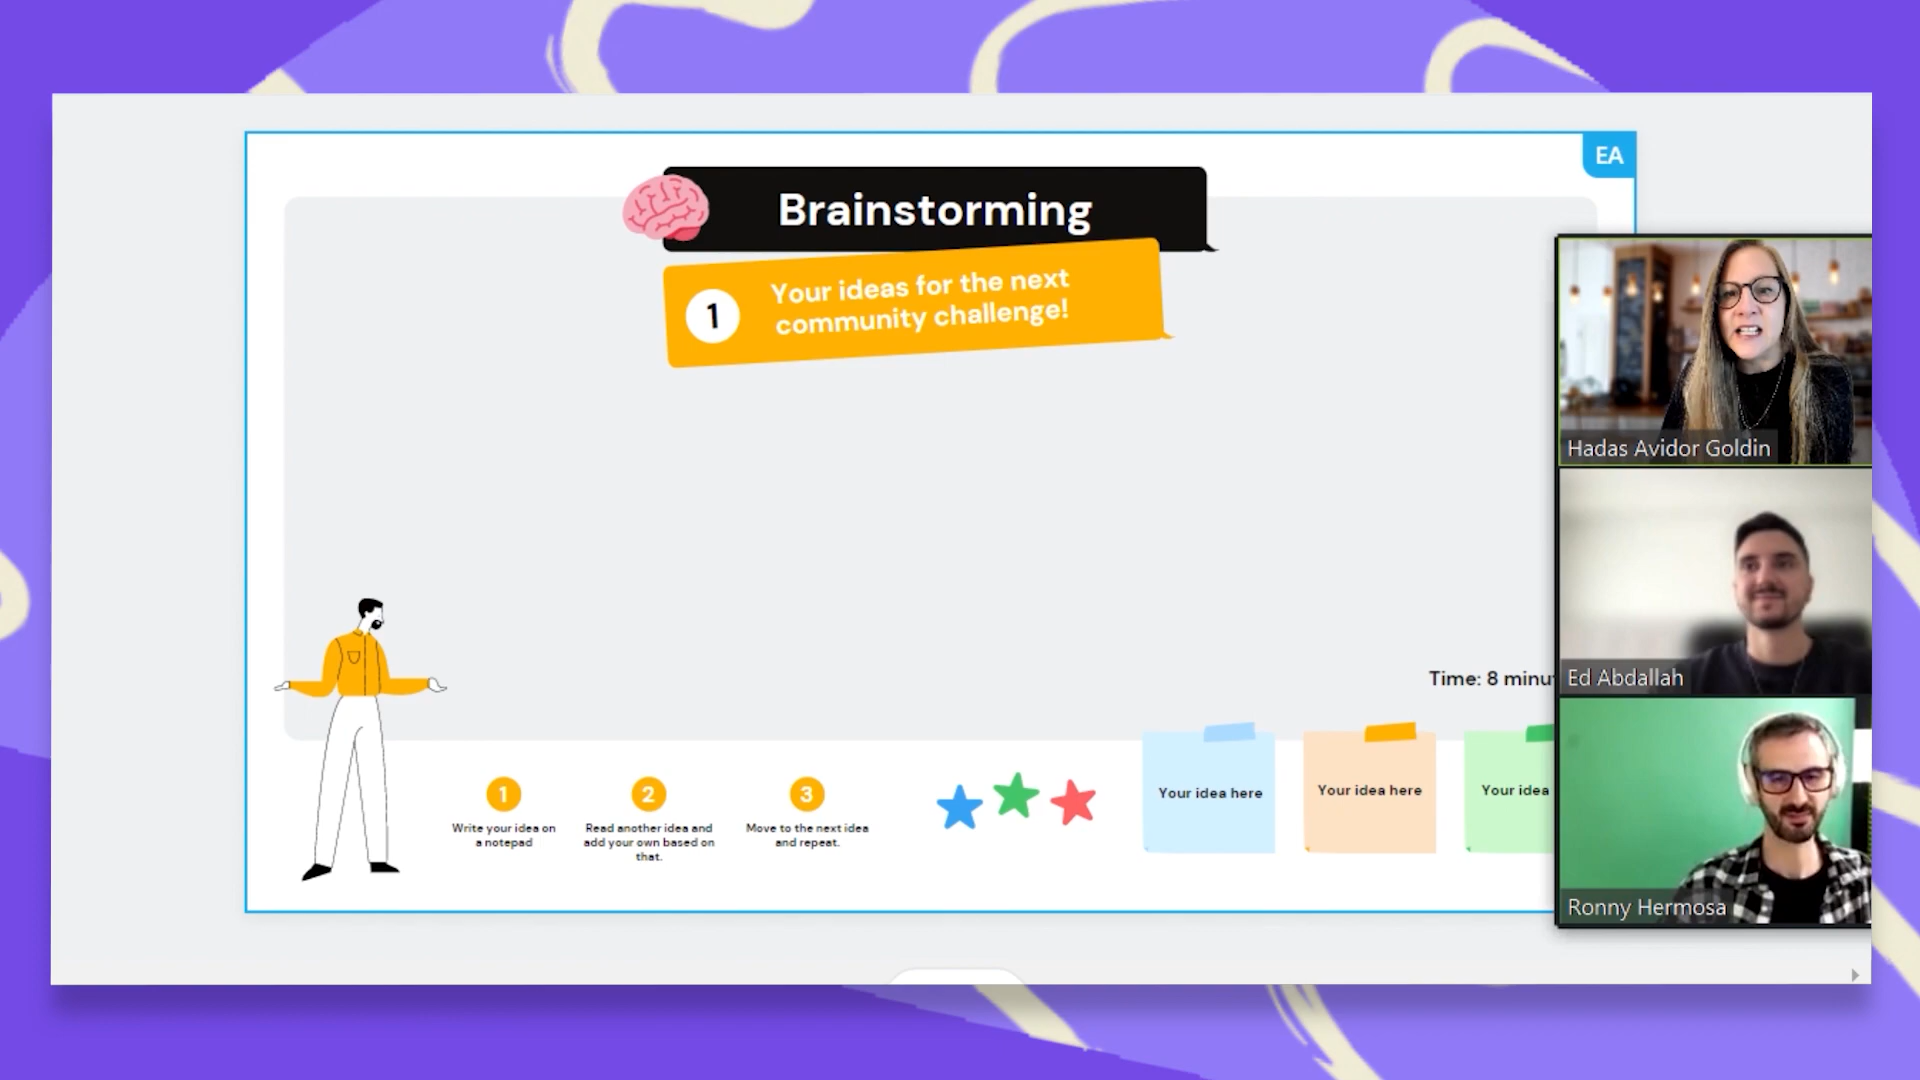 EA
Brainstorming
1
Your ideas for the next
community challenge!
Hadas Avidor Goldin
Ed Abdallah
Time: 8 minu
Your idea here
Your idea here
Your idea
1
2
3
Write your idea on
a notepad
Read another idea and
add your own based on
that.
Move to the next idea
and repeat.
Ronny Hermosa